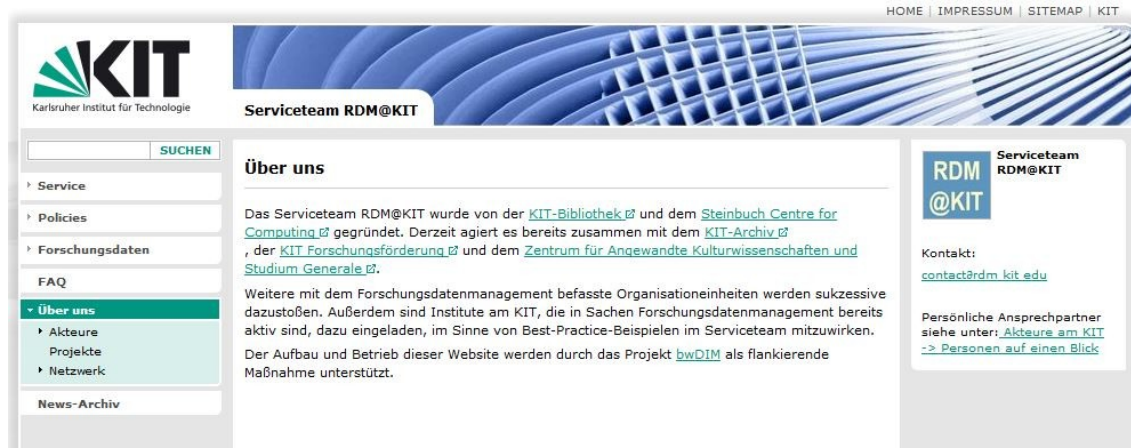 HOME | IMPRESSUM | SITEMAP | KIT
KIT
Karlsruher Institut für Technologie
Serviceteam RDM@KIT
SUCHEN
Service
Policies
Forschungsdaten
FAQ
Über uns
Akteure
Projekte
Netzwerk
News-Archiv
Über uns
Das Serviceteam RDM@KIT wurde von der KIT-Bibliothek und dem Steinbuch Centre for
Computing gegründet. Derzeit agiert es bereits zusammen mit dem KIT-Archiv
, der KIT Forschungsförderung und dem Zentrum für Angewandte Kulturwissenschaften und
Studium Generale.
Weitere mit dem Forschungsdatenmanagement befasste Organisationeinheiten werden sukzessive
dazustoßen. Außerdem sind Institute am KIT, die in Sachen Forschungsdatenmanagement bereits
aktiv sind, dazu eingeladen, im Sinne von Best-Practice-Beispielen im Serviceteam mitzuwirken.
Der Aufbau und Betrieb dieser Website werden durch das Projekt bwDIM als flankierende
Maßnahme unterstützt.
RDM
@KIT
Serviceteam
RDM@KIT
Kontakt:
contact∂rdm kit edu
Persönliche Ansprechpartner
siehe unter: Akteure am KIT
-> Personen auf einen Blick